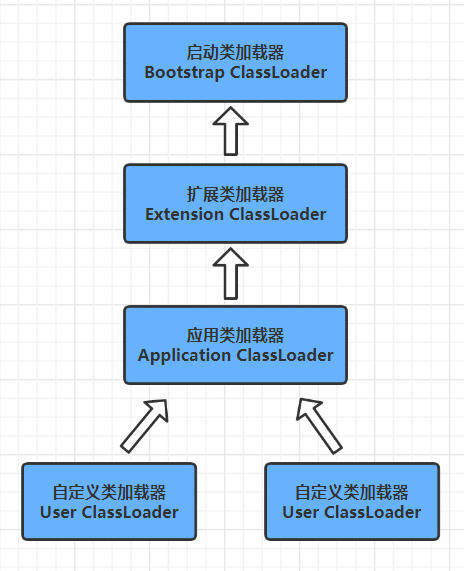 启动类加载器
Bootstrap ClassLoader
扩展类加载器
Extension ClassLoader
应用类加载器
Application ClassLoader
自定义类加载器
User ClassLoader
自定义类加载器
User ClassLoader